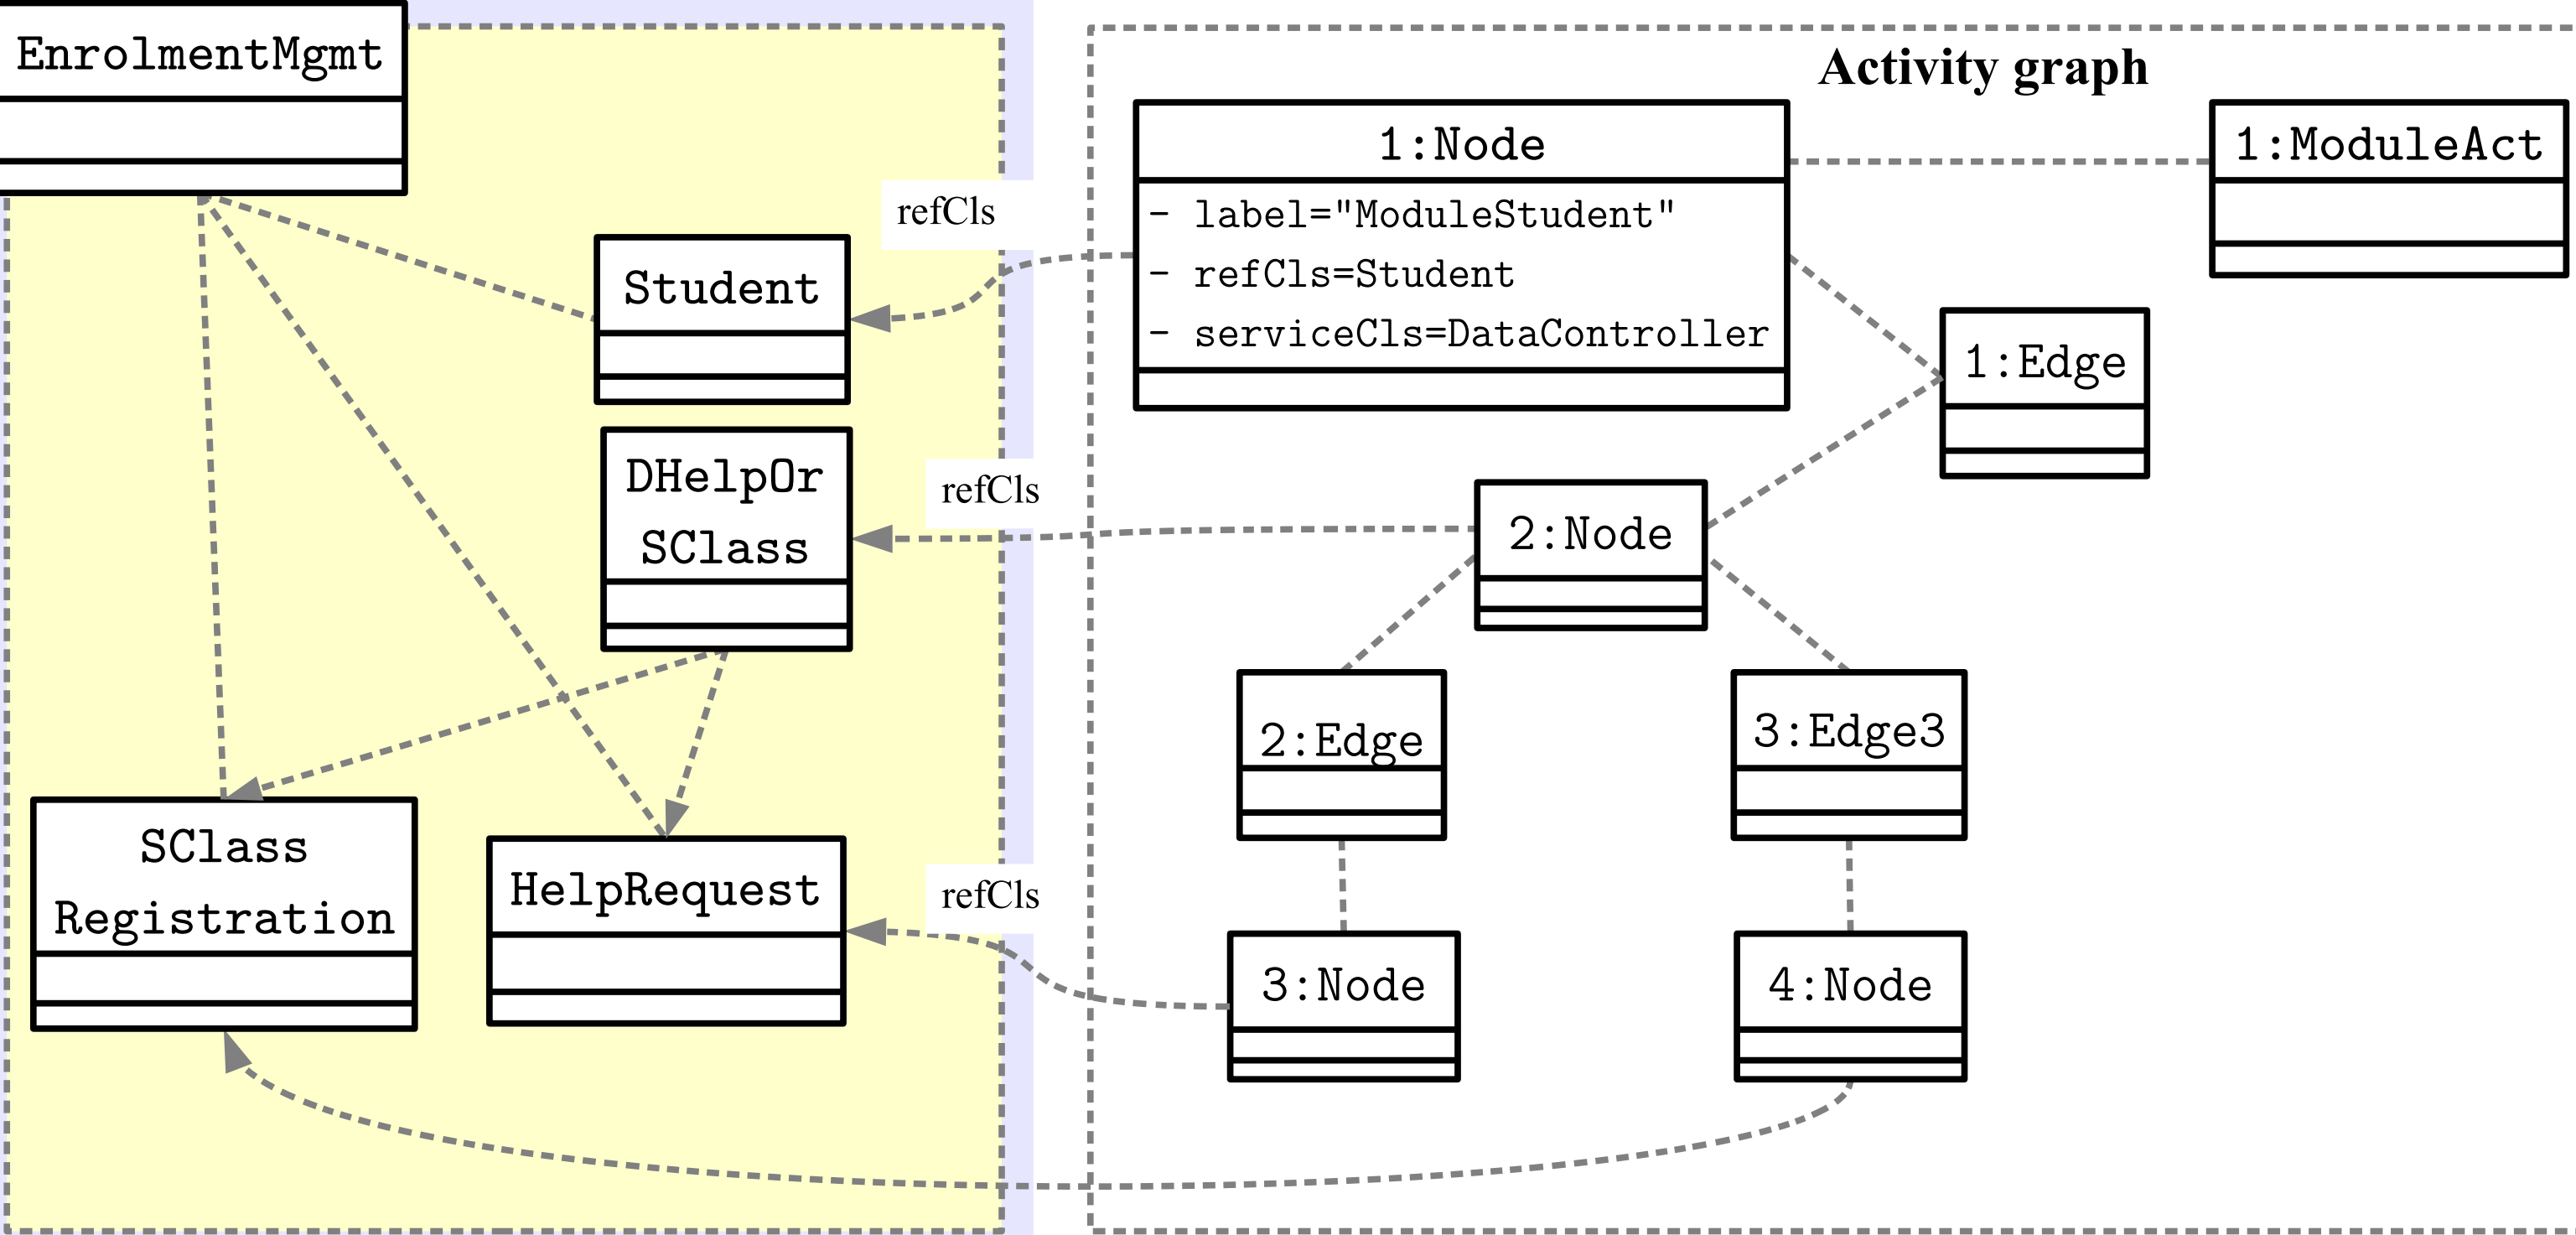 EnrolmentMgmt
Student
DHelpOr
SClass
SClass
Registration
HelpRequest
refCls
refCls
refCls
Activity graph
1:Node
- label="ModuleStudent"
- refCls=Student
- serviceCls=DataController
1:ModuleAct
1:Edge
2:Node
2:Edge
3:Edge3
3:Node
4:Node